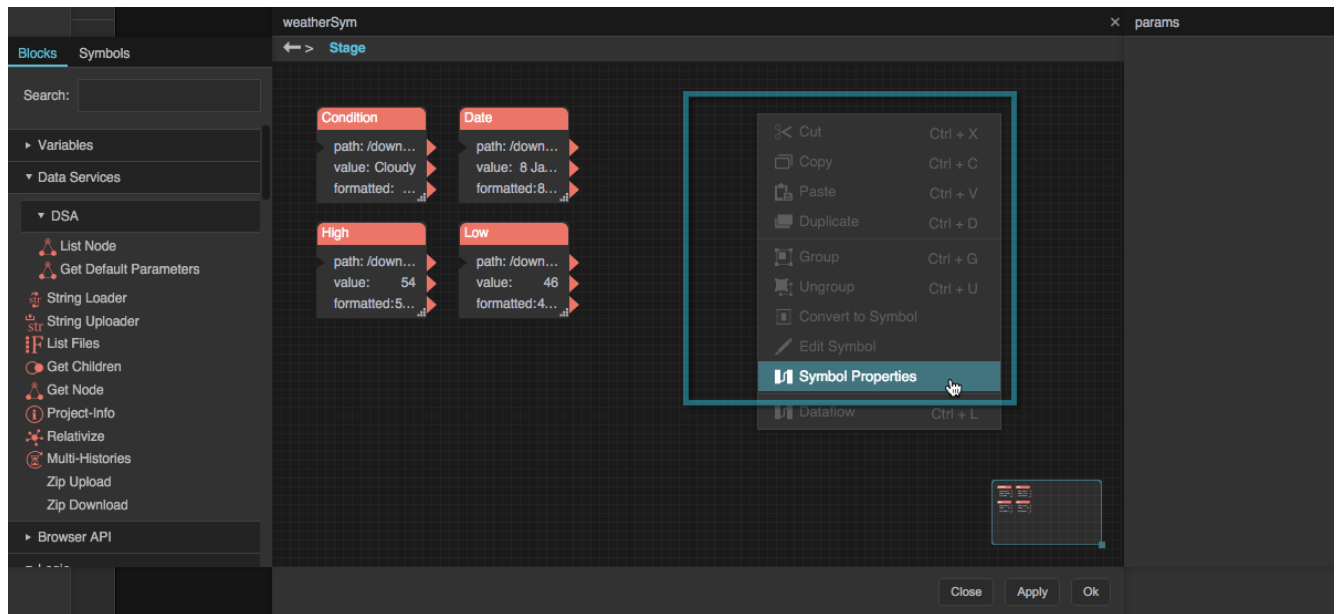 weatherSym × params
Blocks Symbols
> Stage
Search:
Variables
Data Services
DSA
List Node
Get Default Parameters
str String Loader
str String Uploader
List Files
Get Children
Get Node
Project-Info
Relativize
Multi-Histories
Zip Upload
Zip Download
Browser API
Condition
path: /down...
value: Cloudy
formatted: ...
Date
path: /down...
value: 8 Ja...
formatted:8...
High
path: /down...
value: 54
formatted:5...
Low
path: /down...
value: 46
formatted:4...
Cut Ctrl + X
Copy Ctrl + C
Paste Ctrl + V
Duplicate Ctrl + D
Group Ctrl + G
Ungroup Ctrl + U
Convert to Symbol
Edit Symbol
Symbol Properties
Dataflow Ctrl + L
Close Apply Ok